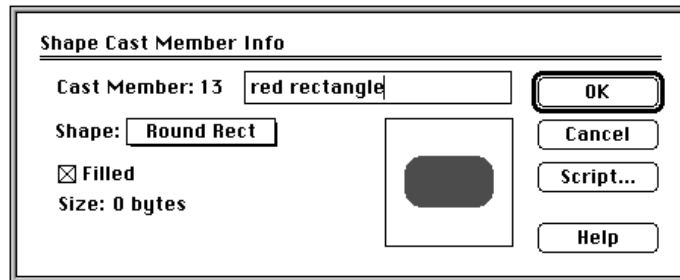 Shape Cast Member Info
Cast Member: 13 red rectangle
OK
Shape: Round Rect
Cancel
Filled
Script...
Size: 0 bytes
Help